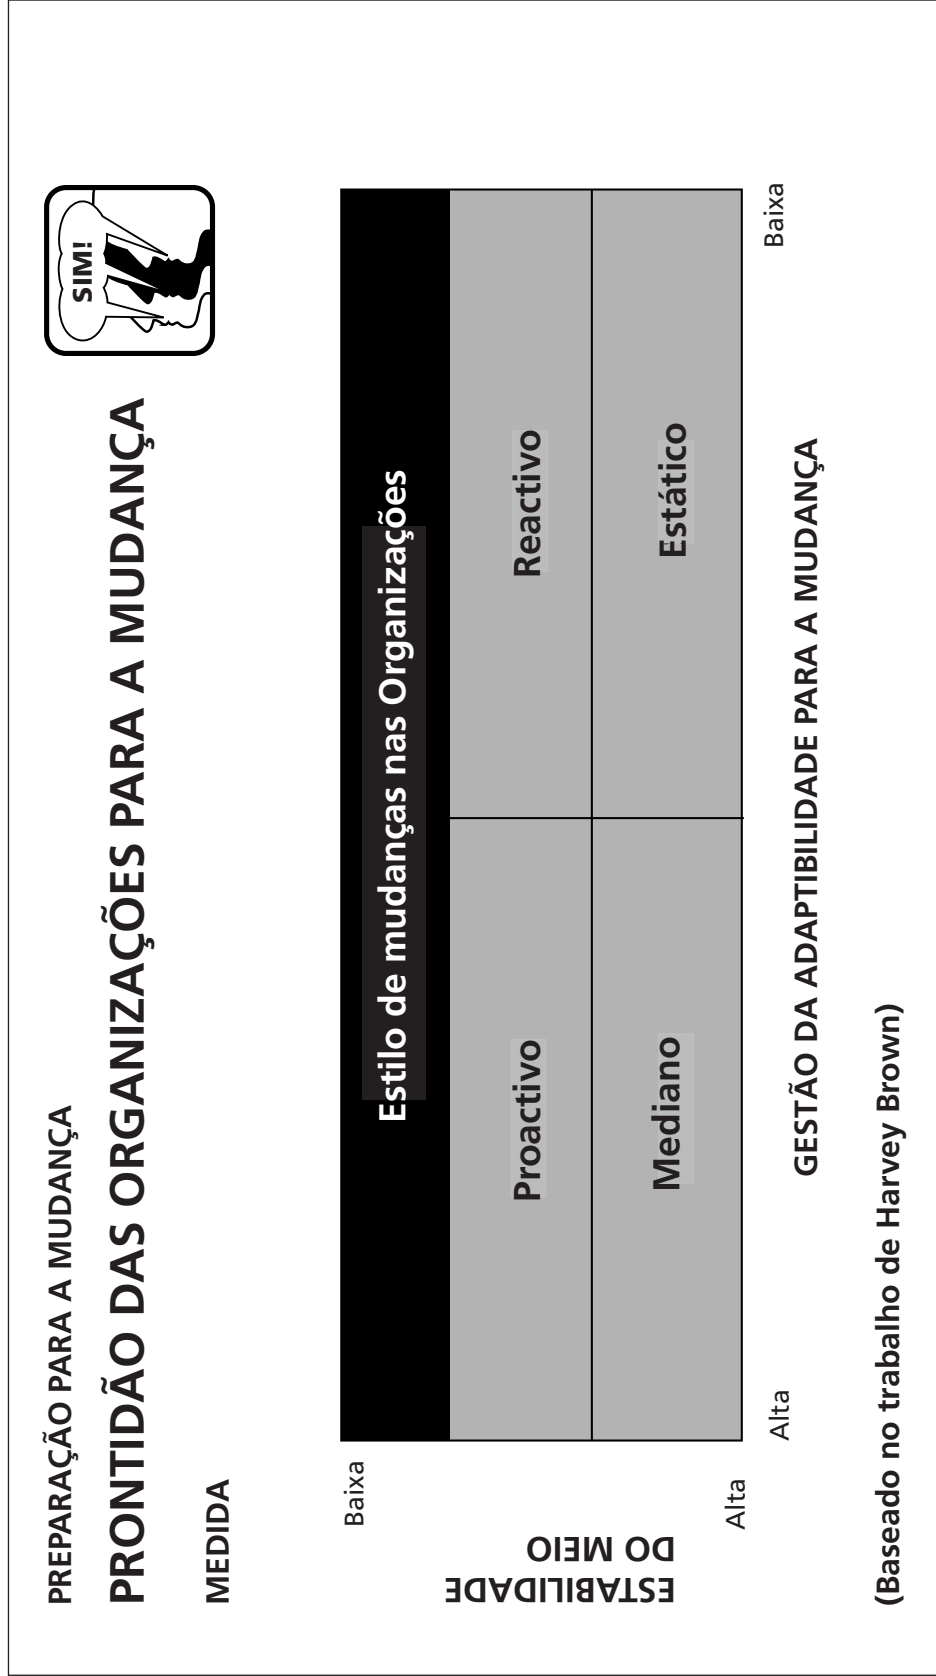 PREPARAÇÃO PARA A MUDANÇA
PRONTIDÃO DAS ORGANIZAÇÕES PARA A MUDANÇA
SIM!
MEDIDA
Estilo de mudanças nas Organizações
Baixa
Proactivo
Reactivo
ESTABILIDADE
DO MEIO
Mediano
Estático
Alta
Alta
Baixa
GESTÃO DA ADAPTIBILIDADE PARA A MUDANÇA
(Baseado no trabalho de Harvey Brown)